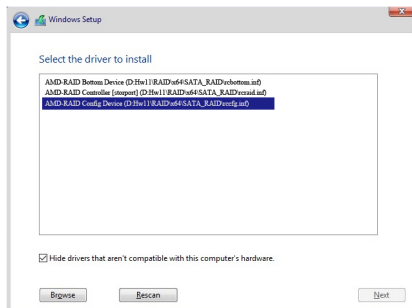 Windows Setup
Select the driver to install
AMD-RAID Bottom Device (D:Hw11\RAID\x64\SATA_RAID\rcbottom.inf)
AMD-RAID Controller [storport] (D:Hw11\RAID\x64\SATA_RAID\rcraid.inf)
AMD-RAID Config Device (D:Hw11\RAID\x64\SATA_RAID\rccfg.inf)
Hide drivers that aren't compatible with this computer's hardware.
Browse Rescan Next